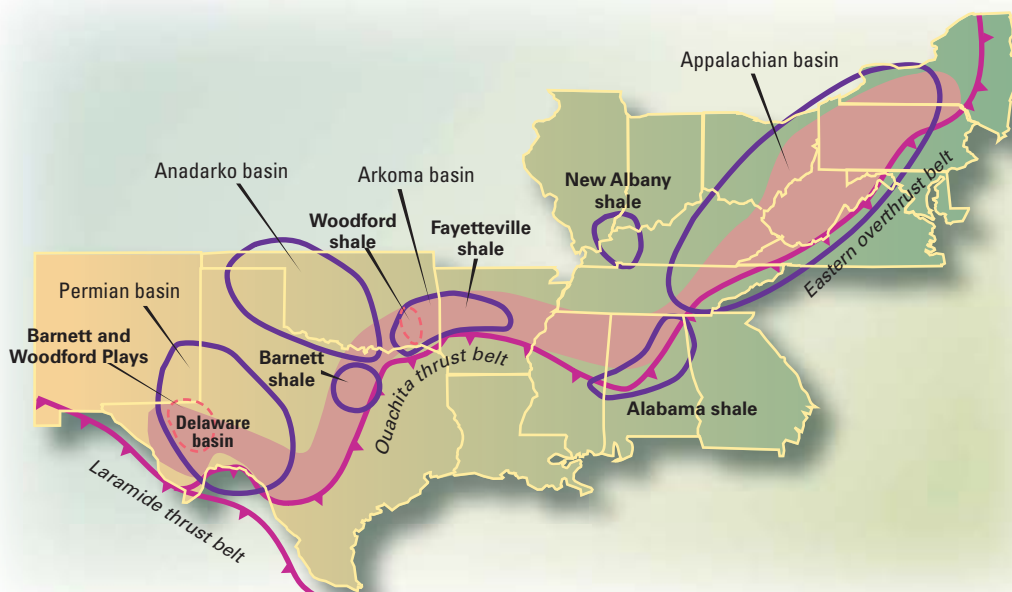 Appalachian basin
Anadarko basin
Arkoma basin
New Albany
shale
Woodford
shale
Fayetteville
shale
Eastern overthrust belt
Permian basin
Barnett and
Woodford Plays
Barnett
shale
Ouachita thrust belt
Alabama shale
Delaware
basin
Laramide thrust belt